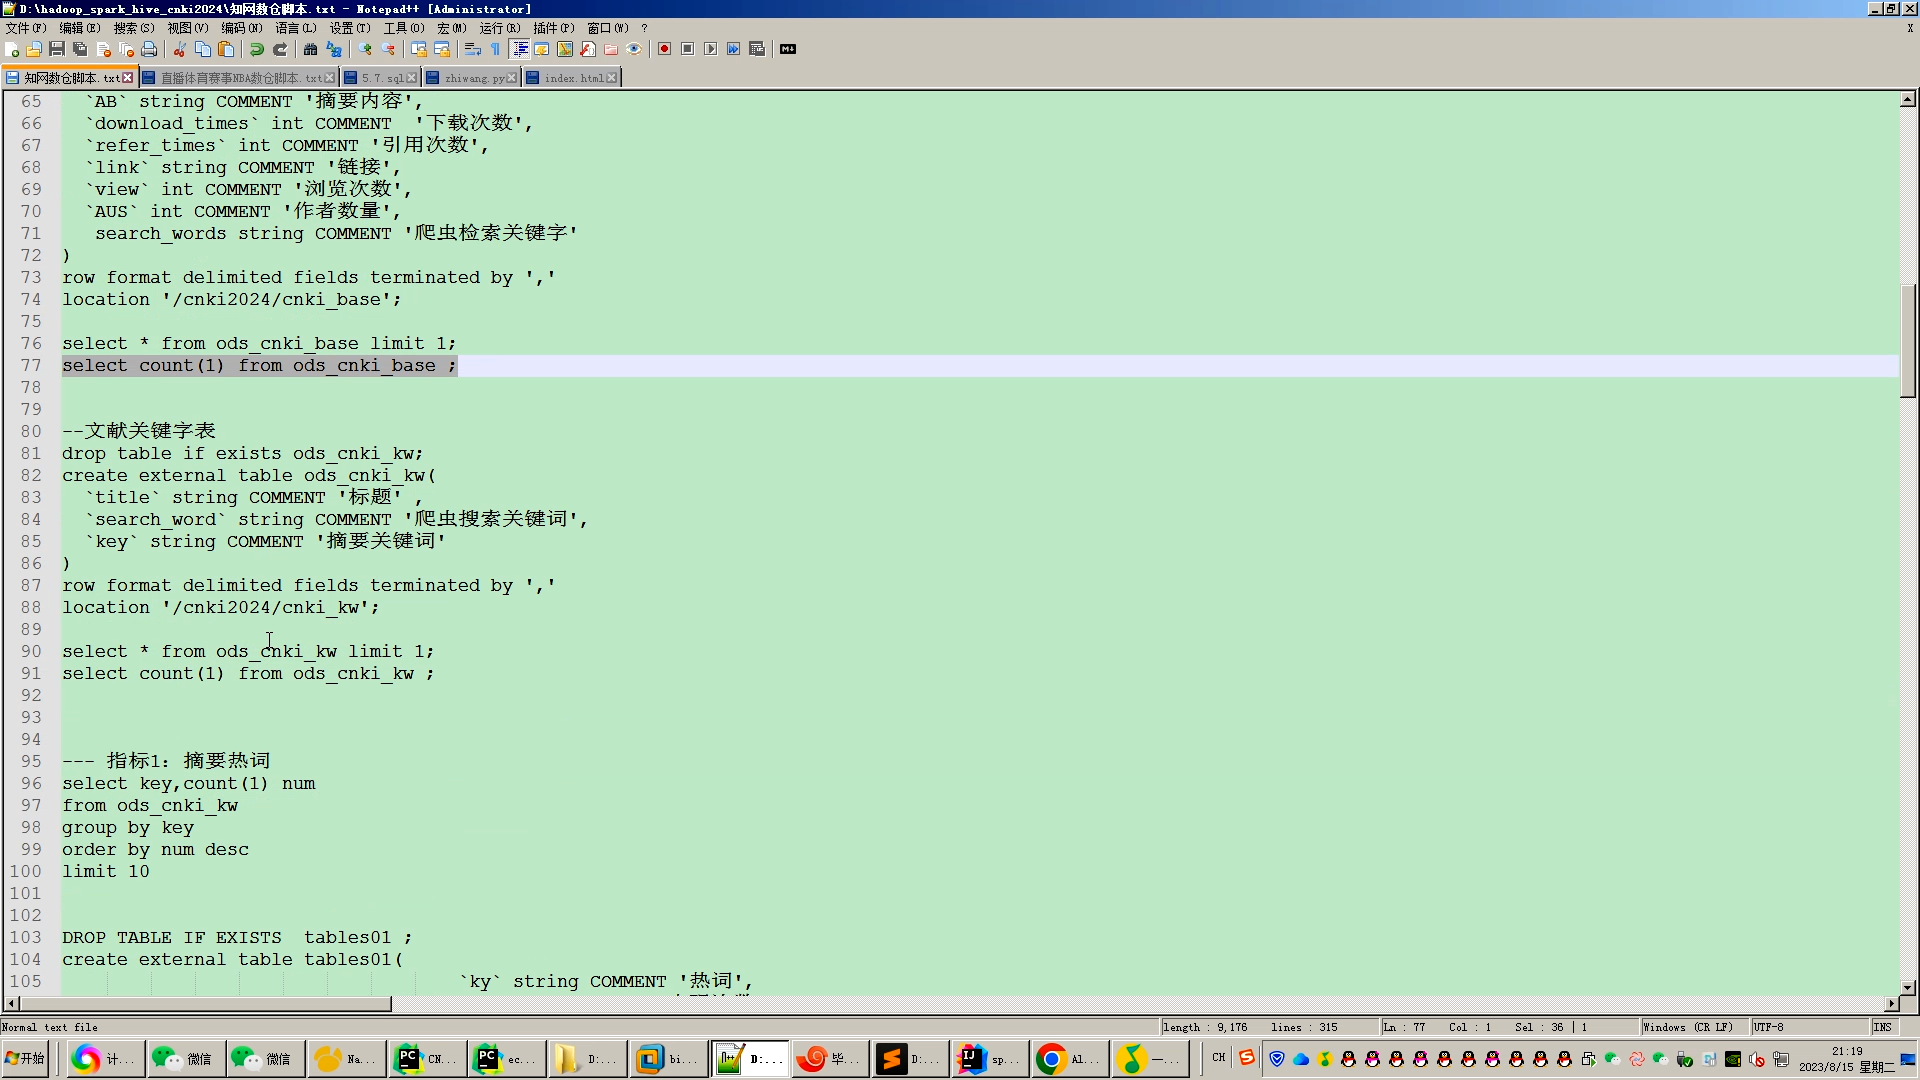 D:\hadoop_spark_hive_cnki2024\知网数仓脚本.txt - Notepad++ [Administrator]
文件(F) 编辑(E) 搜索(S) 视图(V) 编码(N) 语言(L) 设置(T) 工具(O) 宏(M) 运行(R) 插件(P) 窗口(W) ? X
知网数仓脚本.txt 直播体育赛事NBA数仓脚本.txt 5.7.sql zhiwang.py index.html
65 `AB` string COMMENT '摘要内容',
66 `download_times` int COMMENT '下载次数',
67 `refer_times` int COMMENT '引用次数',
68 `link` string COMMENT '链接',
69 `view` int COMMENT '浏览次数',
70 `AUS` int COMMENT '作者数量',
71 search_words string COMMENT '爬虫检索关键字'
72 )
73 row format delimited fields terminated by ','
74 location '/cnki2024/cnki_base';
75
76 select * from ods_cnki_base limit 1;
77 select count(1) from ods_cnki_base ;
78
79
80 --文献关键字表
81 drop table if exists ods_cnki_kw;
82 create external table ods_cnki_kw(
83 `title` string COMMENT '标题' ,
84 `search_word` string COMMENT '爬虫搜索关键词',
85 `key` string COMMENT '摘要关键词'
86 )
87 row format delimited fields terminated by ','
88 location '/cnki2024/cnki_kw';
89
90 select * from ods_cnki_kw limit 1;
91 select count(1) from ods_cnki_kw ;
92
93
94
95 --- 指标1: 摘要热词
96 select key,count(1) num
97 from ods_cnki_kw
98 group by key
99 order by num desc
100 limit 10
101
102
103 DROP TABLE IF EXISTS tables01 ;
104 create external table tables01(
105 `ky` string COMMENT '热词',
Normal text file length : 9,176 lines : 315 Ln : 77 Col : 1 Sel : 36 | 1 Windows (CR LF) UTF-8 INS
开始 计... 微信 微信 Na... CN... ec... D:... bi... D:... 毕... D:... sp... Al... 一... CH 21:19
2023/8/15 星期二